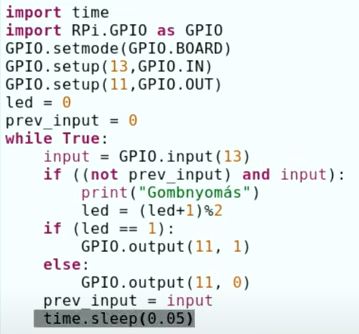 import time
import RPi.GPIO as GPIO
GPIO.setmode(GPIO.BOARD)
GPIO.setup(13,GPIO.IN)
GPIO.setup(11,GPIO.OUT)
led = 0
prev_input = 0
while True:
    input = GPIO.input(13)
    if ((not prev_input) and input):
        print("Gombnyomás")
        led = (led+1)%2
    if (led == 1):
        GPIO.output(11, 1)
    else:
        GPIO.output(11, 0)
    prev_input = input
    time.sleep(0.05)